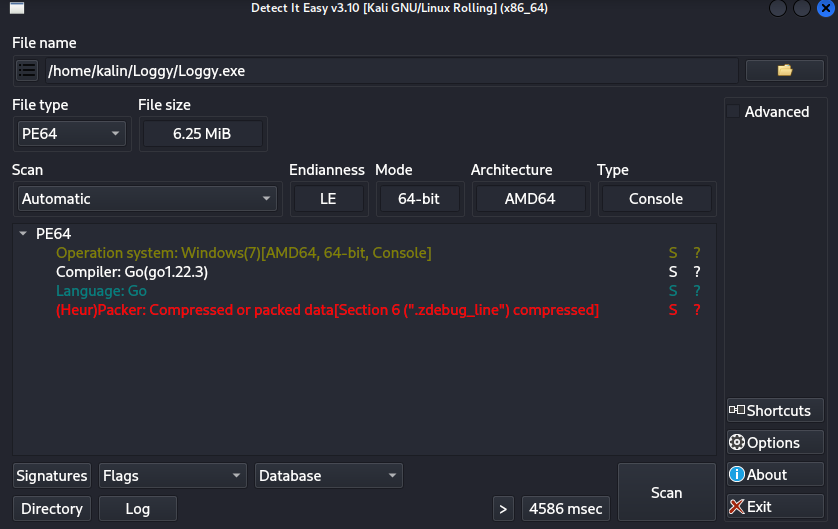 Detect It Easy v3.10 [Kali GNU/Linux Rolling] (x86_64)
File name
/home/kalin/Loggy/Loggy.exe
File type File size
PE64 6.25 MiB
Advanced
Scan Endianness Mode Architecture Type
Automatic LE 64-bit AMD64 Console
PE64
Operation system: Windows(7)[AMD64, 64-bit, Console] S ?
Compiler: Go(go1.22.3) S ?
Language: Go S ?
(Heur)Packer: Compressed or packed data[Section 6 (".zdebug_line") compressed] S ?
Shortcuts
Options
Signatures Flags Database
About
Scan
Directory Log > 4586 msec
Exit